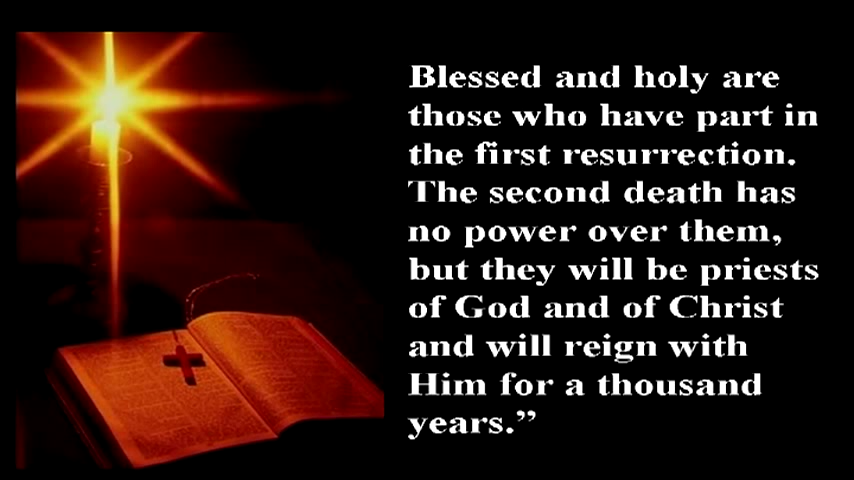 Blessed and holy are
those who have part in
the first resurrection.
The second death has
no power over them,
but they will be priests
of God and of Christ
and will reign with
Him for a thousand
years.”